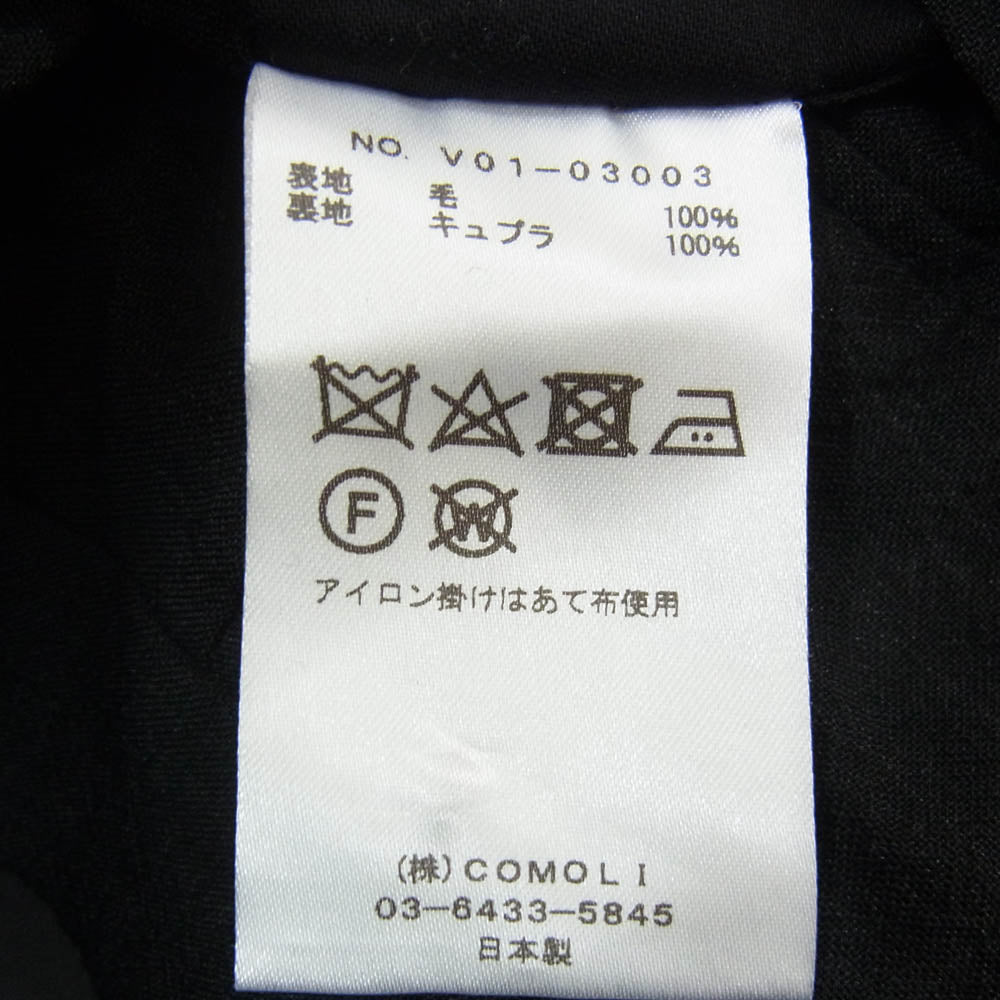 NO. V01-03003
表地 毛 100%
裏地 キュプラ 100%
F W
アイロン掛けはあて布使用
(株)COMOLI
03-6433-5845
日本製